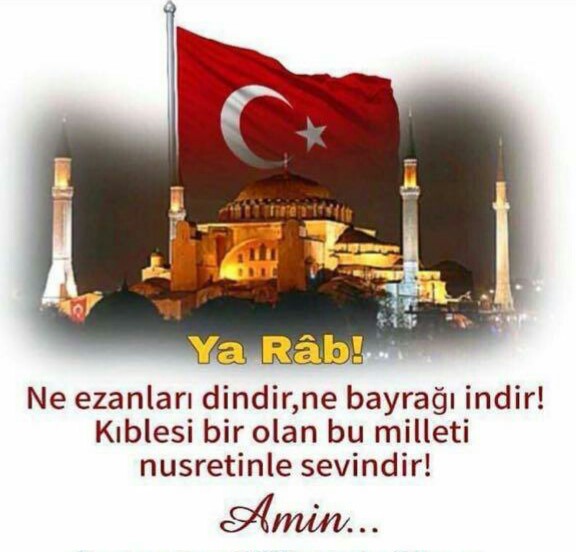 Ya Râb!
Ne ezanları dindir,ne bayrağı indir!
Kıblesi bir olan bu milleti
nusretinle sevindir!
Amin...